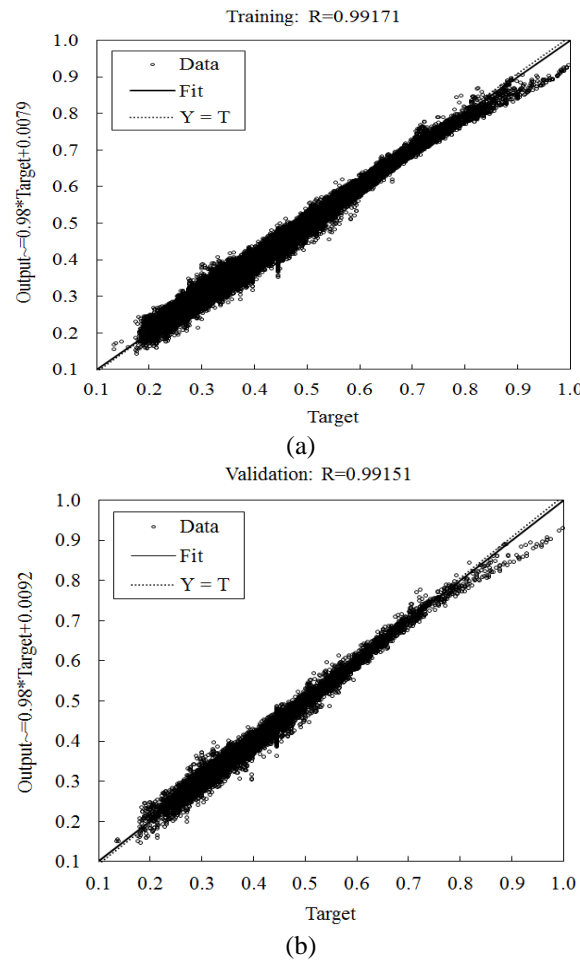 Training: R=0.99171
Output~=0.98*Target+0.0079
1.0
0.9
0.8
0.7
0.6
0.5
0.4
0.3
0.2
0.1
Data
Fit
Y = T
0.1 0.2 0.3 0.4 0.5 0.6 0.7 0.8 0.9 1.0
Target
(a)
Validation: R=0.99151
Output~=0.98*Target+0.0092
1.0
0.9
0.8
0.7
0.6
0.5
0.4
0.3
0.2
0.1
Data
Fit
Y = T
0.1 0.2 0.3 0.4 0.5 0.6 0.7 0.8 0.9 1.0
Target
(b)